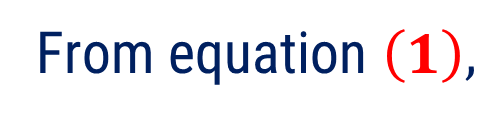 From equation (1),